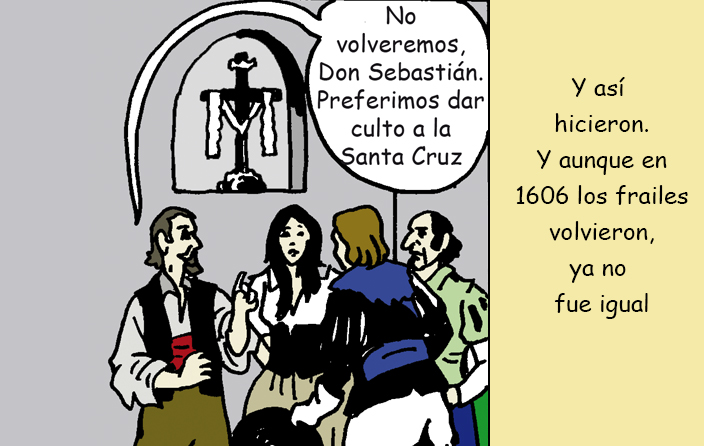 No
volveremos,
Don Sebastián.
Preferimos dar
culto a la
Santa Cruz
Y así
hicieron.
Y aunque en
1606 los frailes
volvieron,
ya no
fue igual